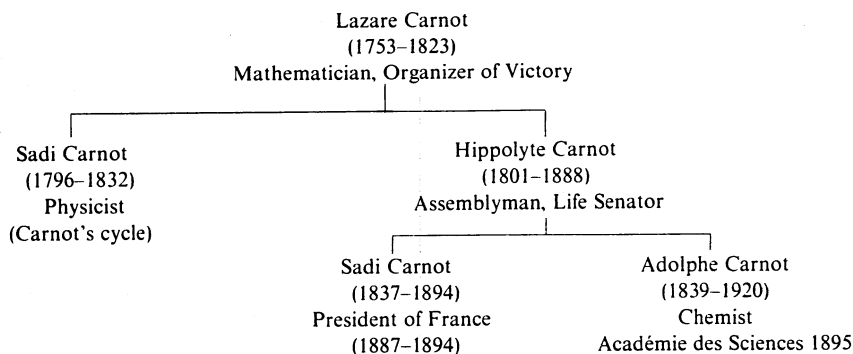 Lazare Carnot
(1753–1823)
Mathematician, Organizer of Victory
Sadi Carnot
(1796–1832)
Physicist
(Carnot's cycle)
Hippolyte Carnot
(1801–1888)
Assemblyman, Life Senator
Sadi Carnot
(1837–1894)
President of France
(1887–1894)
Adolphe Carnot
(1839–1920)
Chemist
Académie des Sciences 1895